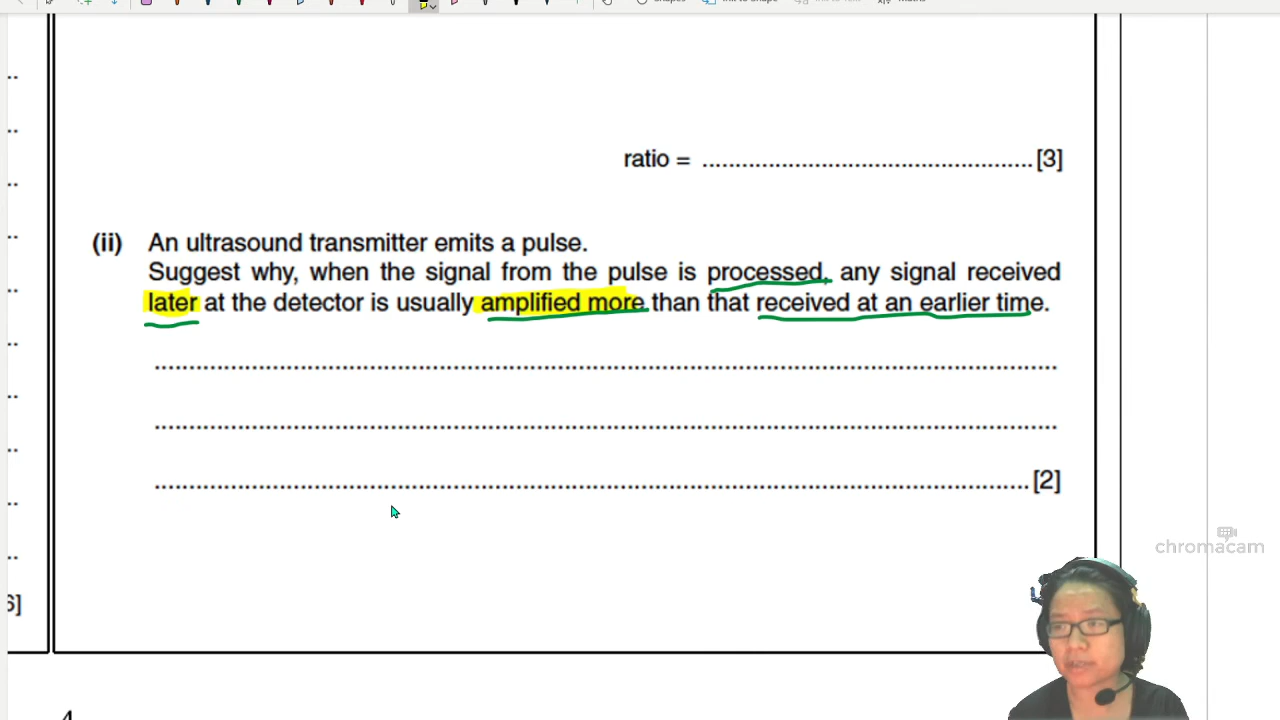 ratio = .................................................. [3]
(ii) An ultrasound transmitter emits a pulse.
Suggest why, when the signal from the pulse is processed, any signal received
later at the detector is usually amplified more than that received at an earlier time.
..........................................................................................................................................
..........................................................................................................................................
...................................................................................................................................... [2]
chromacam